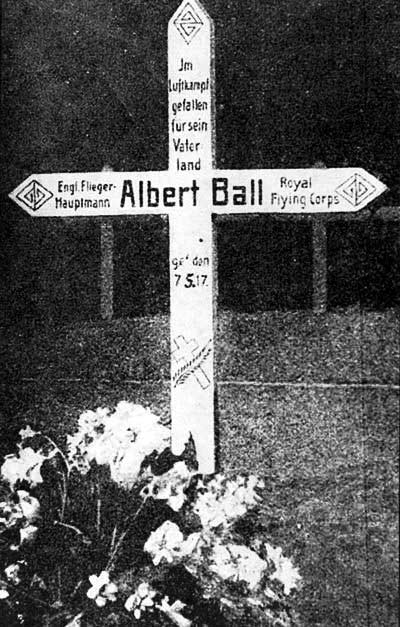 Im
Luftkampf
gefallen
für sein
Vater
land
Engl. Flieger-
Hauptmann
Albert Ball
Royal
Flying Corps
gef den
7.5.17.